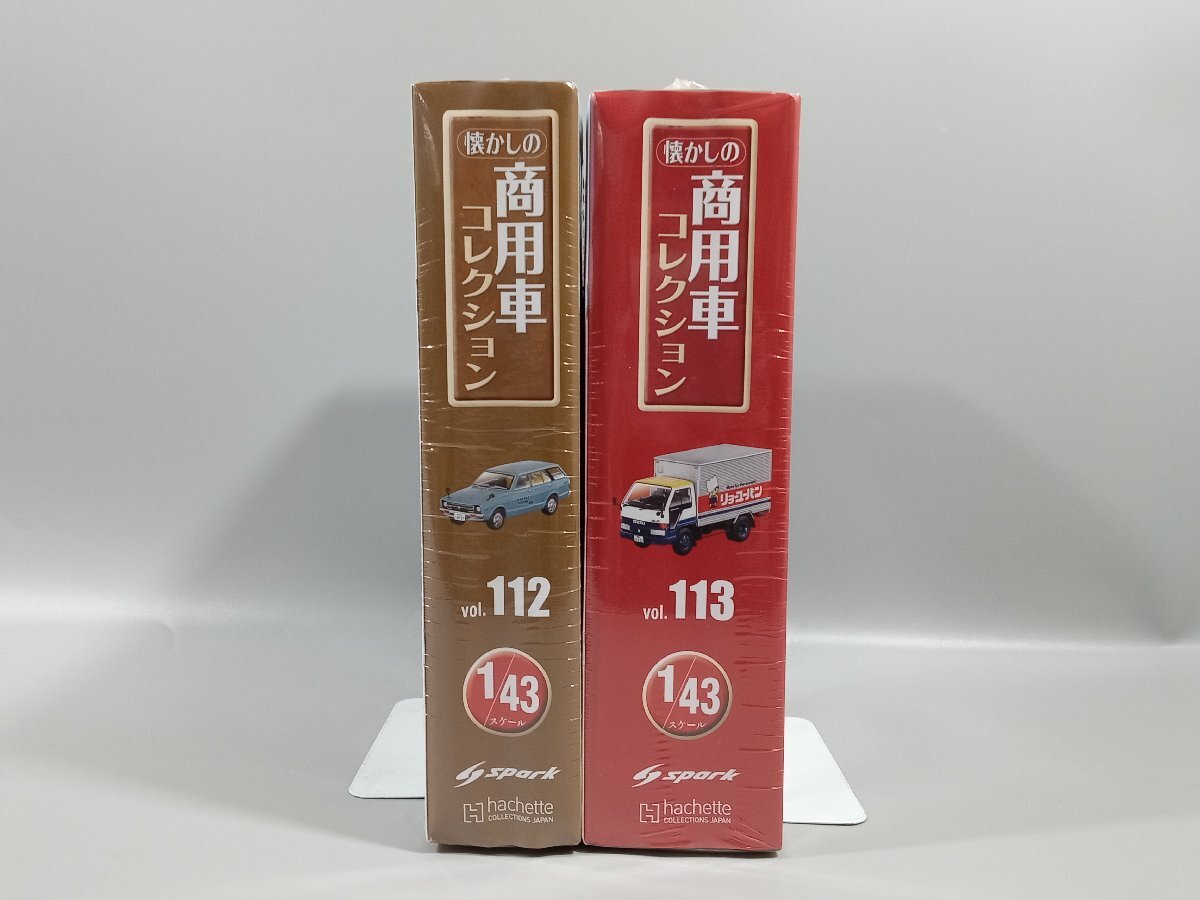 懐かしの
商用車
コレクション
vol. 112
1/43
スケール
spark
hachette
COLLECTIONS JAPAN
懐かしの
商用車
コレクション
リョーユーパン
vol. 113
1/43
スケール
spark
hachette
COLLECTIONS JAPAN